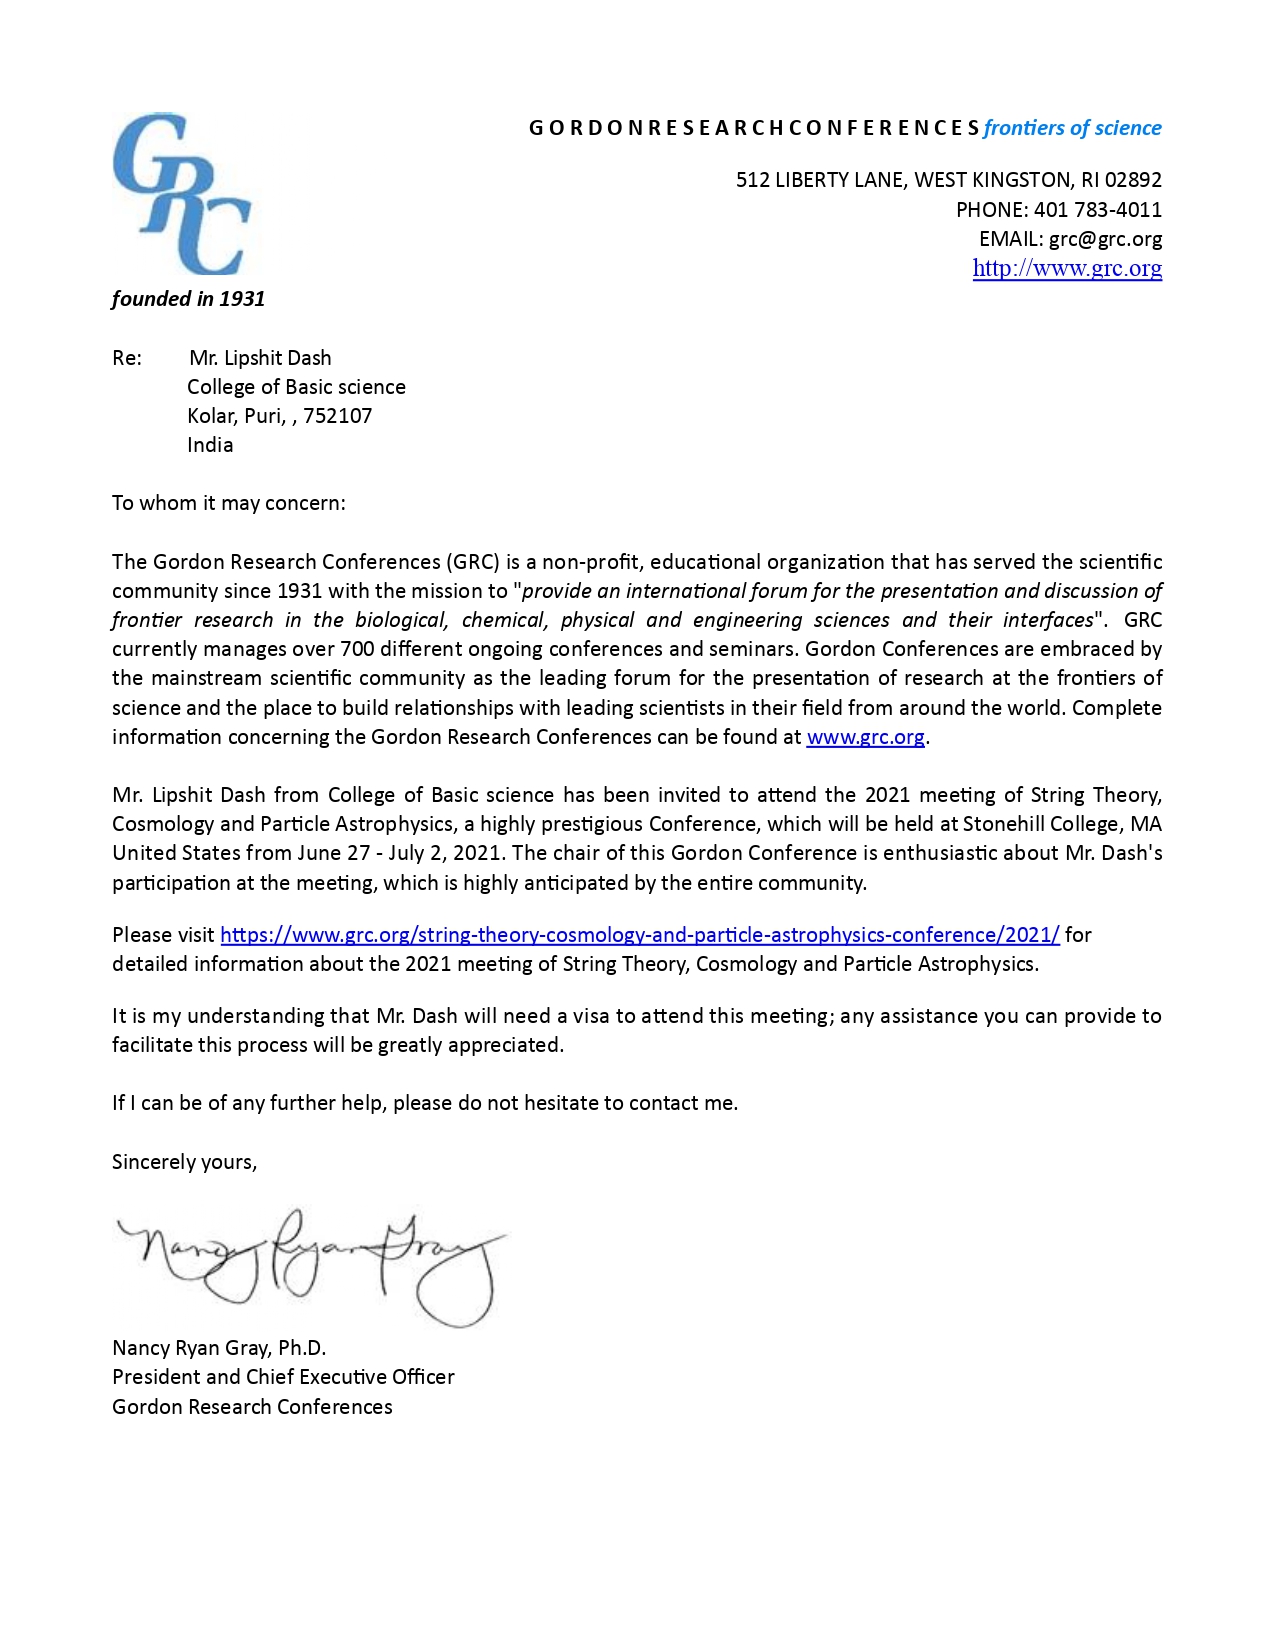 GRC
GORDONRESEARCHCONFERENCES frontiers of science
512 LIBERTY LANE, WEST KINGSTON, RI 02892
PHONE: 401 783-4011
EMAIL: grc@grc.org
http://www.grc.org
founded in 1931
Re: Mr. Lipshit Dash
College of Basic science
Kolar, Puri, , 752107
India
To whom it may concern:
The Gordon Research Conferences (GRC) is a non-profit, educational organization that has served the scientific
community since 1931 with the mission to "provide an international forum for the presentation and discussion of
frontier research in the biological, chemical, physical and engineering sciences and their interfaces". GRC
currently manages over 700 different ongoing conferences and seminars. Gordon Conferences are embraced by
the mainstream scientific community as the leading forum for the presentation of research at the frontiers of
science and the place to build relationships with leading scientists in their field from around the world. Complete
information concerning the Gordon Research Conferences can be found at www.grc.org.
Mr. Lipshit Dash from College of Basic science has been invited to attend the 2021 meeting of String Theory,
Cosmology and Particle Astrophysics, a highly prestigious Conference, which will be held at Stonehill College, MA
United States from June 27 - July 2, 2021. The chair of this Gordon Conference is enthusiastic about Mr. Dash's
participation at the meeting, which is highly anticipated by the entire community.
Please visit https://www.grc.org/string-theory-cosmology-and-particle-astrophysics-conference/2021/ for
detailed information about the 2021 meeting of String Theory, Cosmology and Particle Astrophysics.
It is my understanding that Mr. Dash will need a visa to attend this meeting; any assistance you can provide to
facilitate this process will be greatly appreciated.
If I can be of any further help, please do not hesitate to contact me.
Sincerely yours,
Nancy Ryan Gray
Nancy Ryan Gray, Ph.D.
President and Chief Executive Officer
Gordon Research Conferences